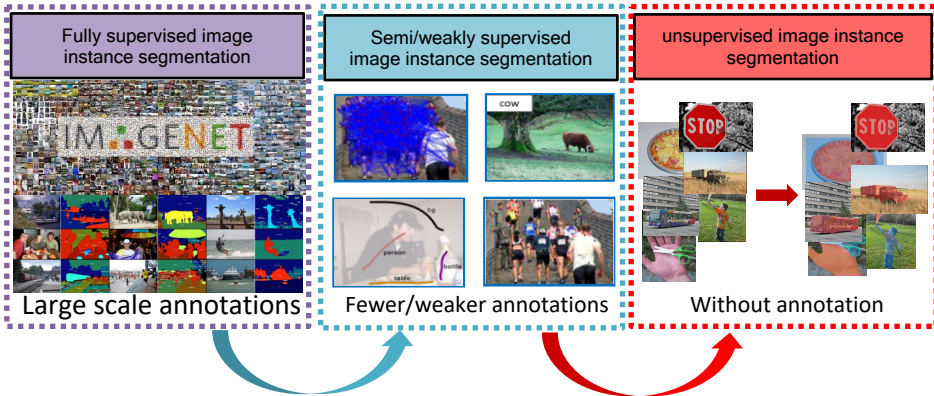 Fully supervised image
instance segmentation
IMAGENET
Large scale annotations
Semi/weakly supervised
image instance segmentation
cow
bg
person
bottle
table
Fewer/weaker annotations
unsupervised image instance
segmentation
STOP
STOP
Without annotation